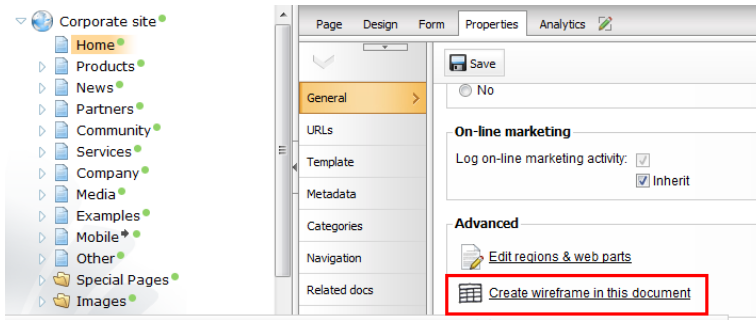 Corporate site
Home
Products
News
Partners
Community
Services
Company
Media
Examples
Mobile
Other
Special Pages
Images
Page Design Form Properties Analytics
General
URLs
Template
Metadata
Categories
Navigation
Related docs
Save
No
On-line marketing
Log on-line marketing activity:
Inherit
Advanced
Edit regions & web parts
Create wireframe in this document